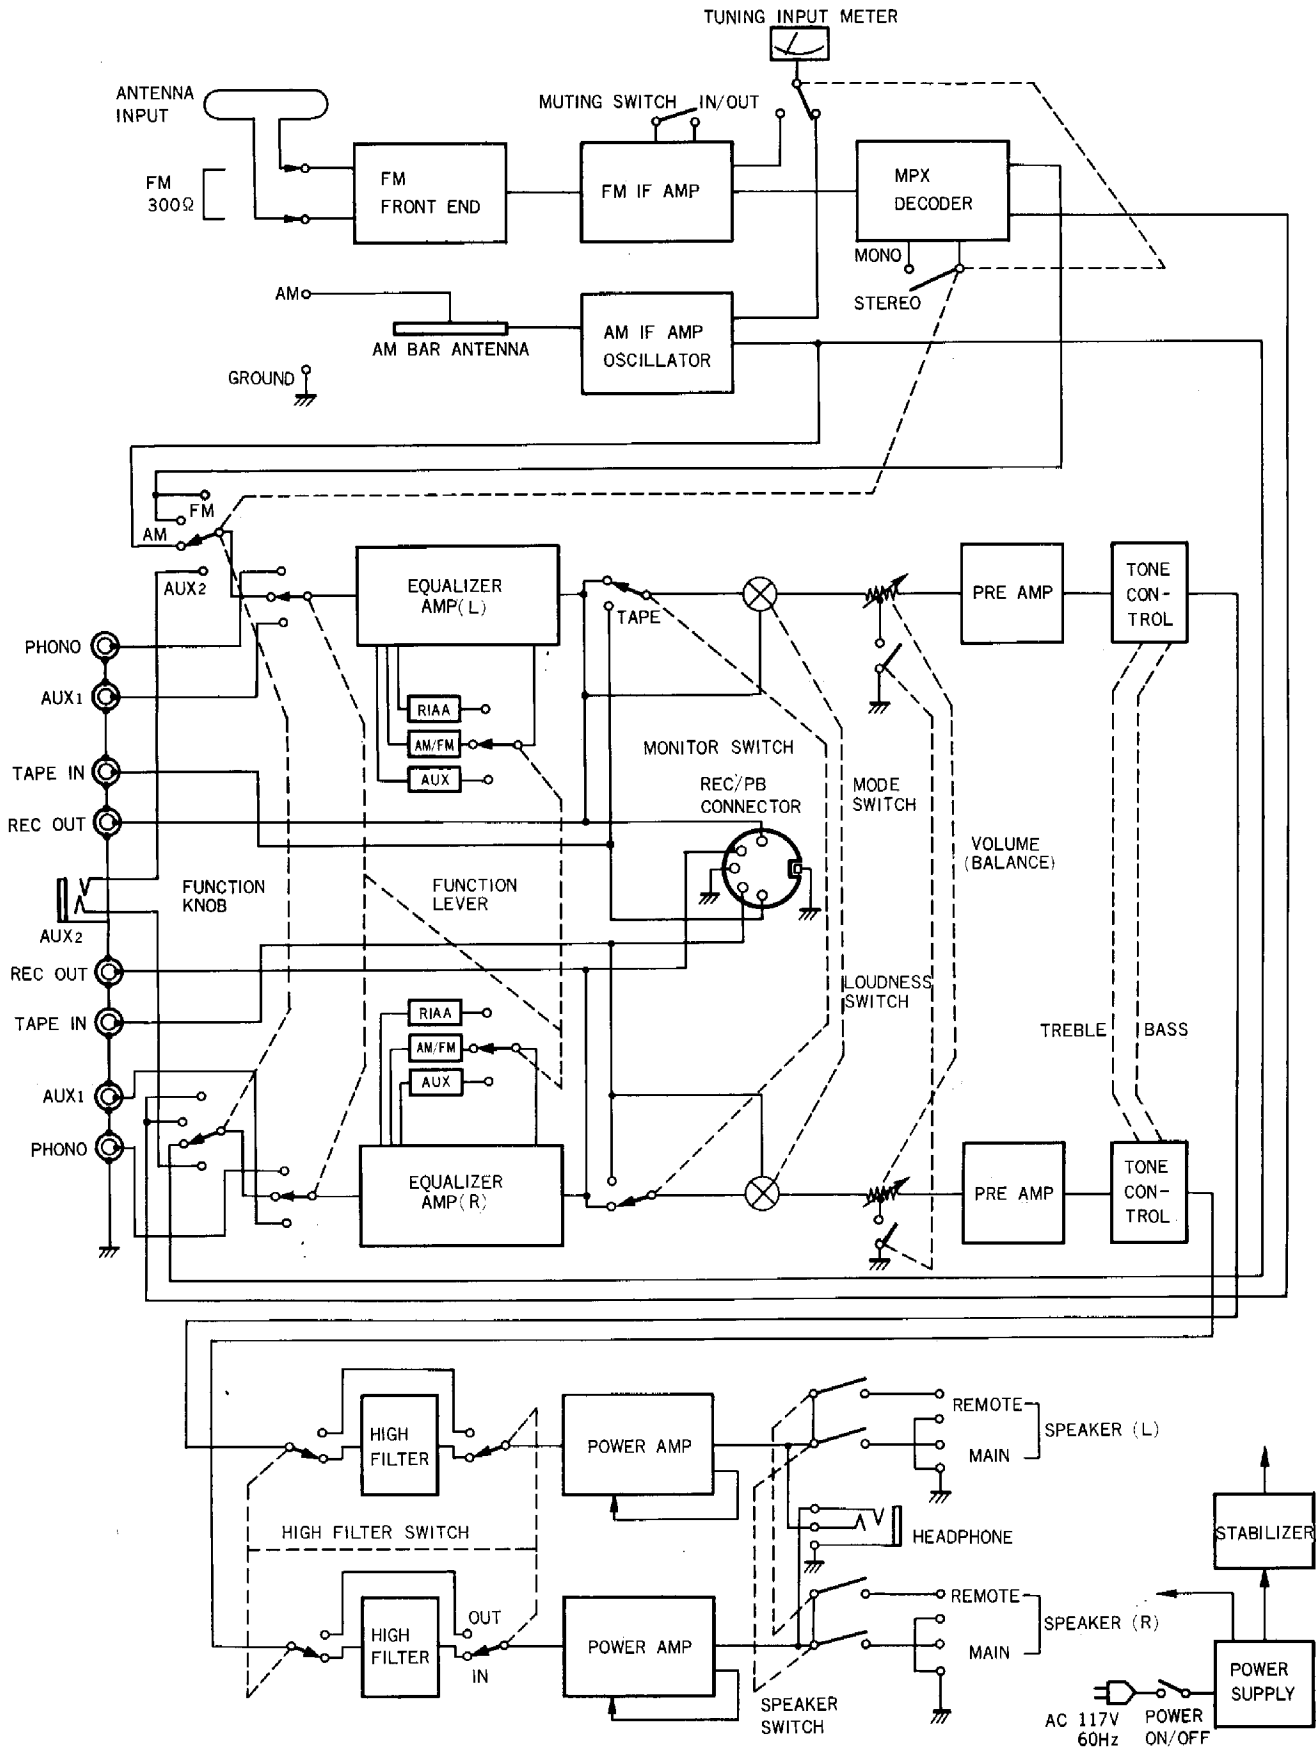 TUNING INPUT METER
ANTENNA
INPUT
MUTING SWITCH IN/OUT
FM
300Ω
FM
FRONT END
FM IF AMP
MPX
DECODER
MONO
STEREO
AM
AM BAR ANTENNA
AM IF AMP
OSCILLATOR
GROUND
FM
AM
AUX2
EQUALIZER
AMP(L)
TAPE
PRE AMP
TONE
CON-
TROL
PHONO
AUX1
RIAA
AM/FM
AUX
TAPE IN
REC OUT
MONITOR SWITCH
REC/PB
CONNECTOR
MODE
SWITCH
VOLUME
(BALANCE)
FUNCTION
KNOB
FUNCTION
LEVER
AUX2
REC OUT
TAPE IN
LOUDNESS
SWITCH
TREBLE
BASS
RIAA
AM/FM
AUX
AUX1
PHONO
EQUALIZER
AMP(R)
PRE AMP
TONE
CON-
TROL
HIGH
FILTER
POWER AMP
REMOTE
MAIN
SPEAKER (L)
HIGH FILTER SWITCH
HEADPHONE
STABILIZER
OUT
IN
HIGH
FILTER
POWER AMP
REMOTE
MAIN
SPEAKER (R)
SPEAKER
SWITCH
POWER
SUPPLY
AC 117V
60Hz
POWER
ON/OFF